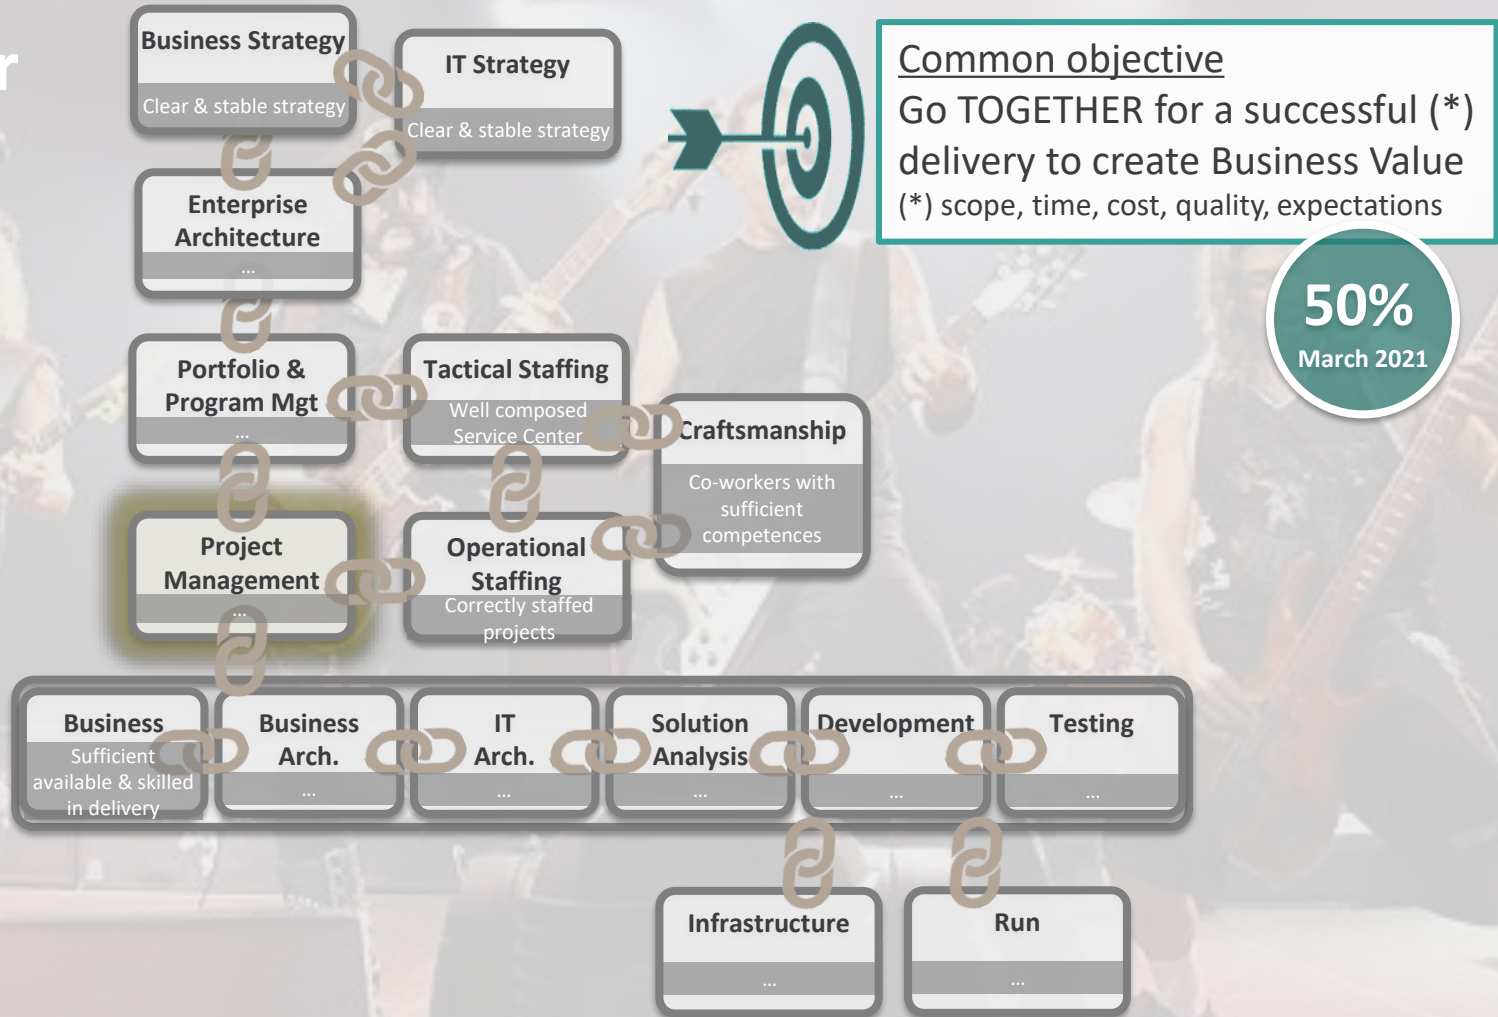 r
Business Strategy
Clear & stable strategy
IT Strategy
Clear & stable strategy
Common objective
Go TOGETHER for a successful (*)
delivery to create Business Value
(*) scope, time, cost, quality, expectations
50%
March 2021
Enterprise
Architecture
...
Portfolio &
Program Mgt
...
Tactical Staffing
Well composed
Service Center
Craftsmanship
Co-workers with
sufficient
competences
Project
Management
...
Operational
Staffing
Correctly staffed
projects
Business
Sufficient
available & skilled
in delivery
Business
Arch.
...
IT
Arch.
...
Solution
Analysis
...
Development
...
Testing
...
Infrastructure
...
Run
...